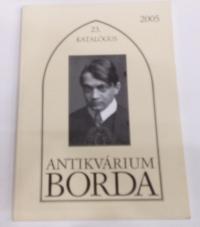 2005
23.
KATALÓGUS
ANTIKVÁRIUM
BORDA